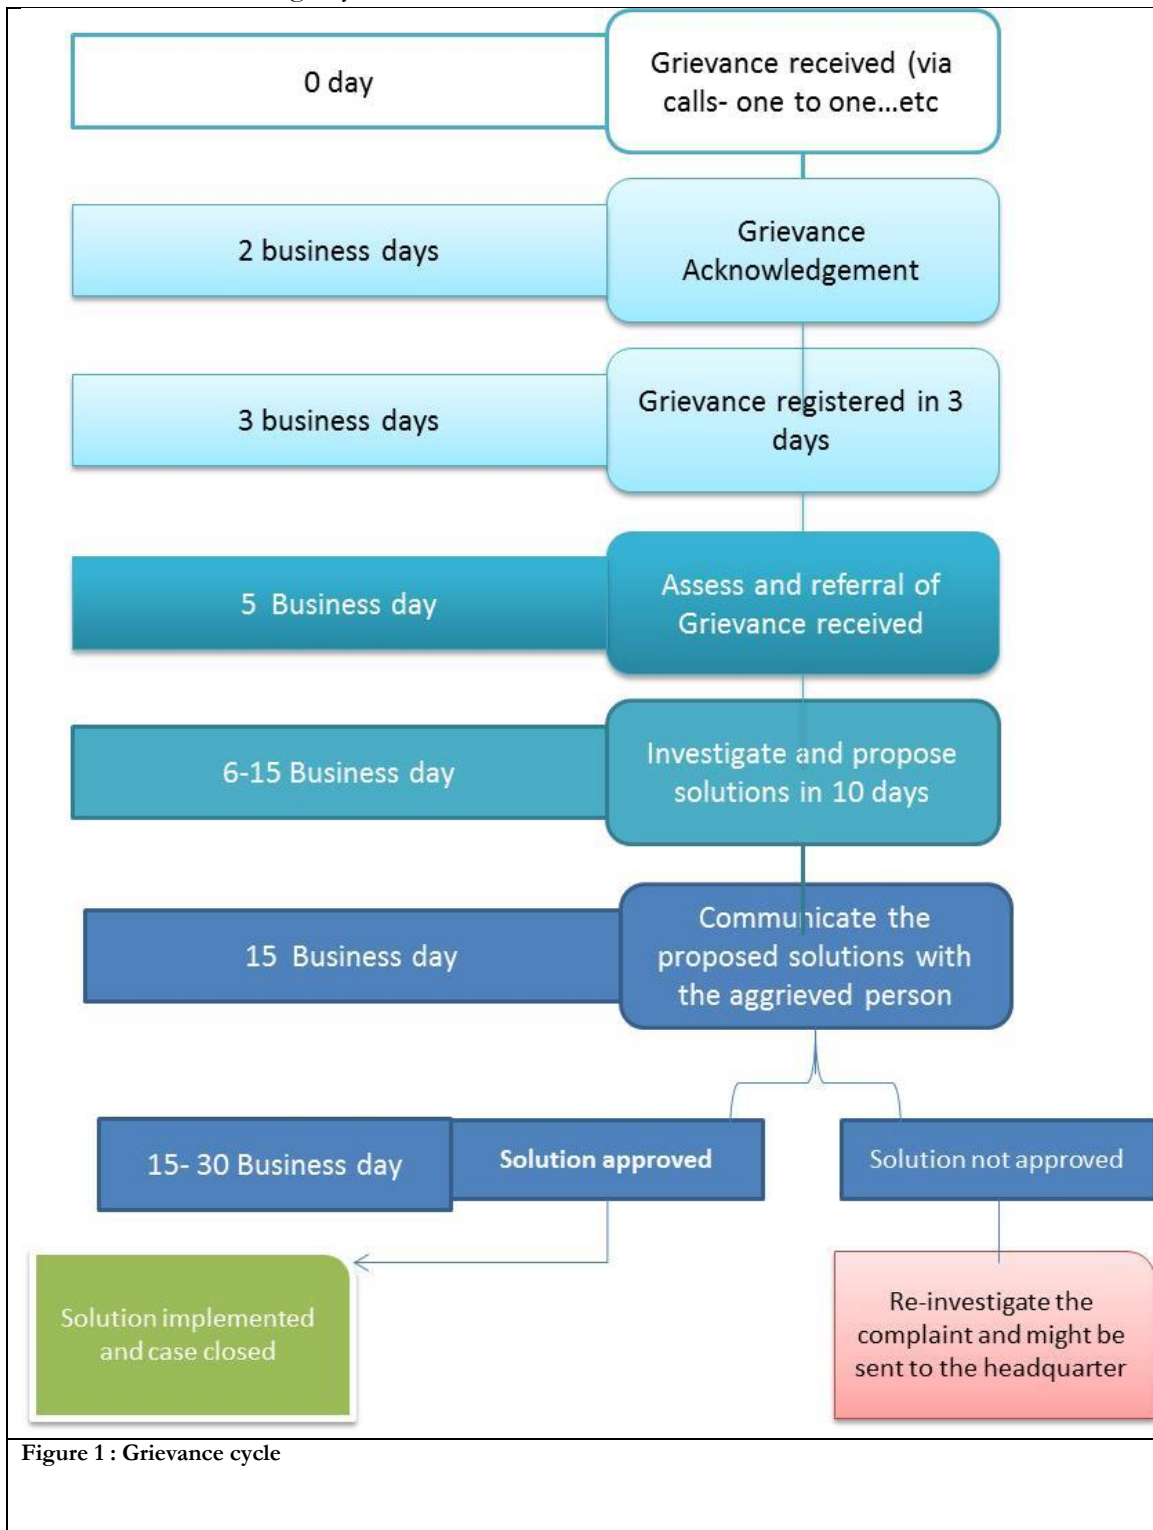 0 day
Grievance received (via
calls- one to one...etc
2 business days
Grievance
Acknowledgement
3 business days
Grievance registered in 3
days
5 Business day
Assess and referral of
Grievance received
6-15 Business day
Investigate and propose
solutions in 10 days
15 Business day
Communicate the
proposed solutions with
the aggrieved person
15- 30 Business day
Solution approved
Solution not approved
Solution implemented
and case closed
Re-investigate the
complaint and might be
sent to the headquarter
Figure 1 : Grievance cycle